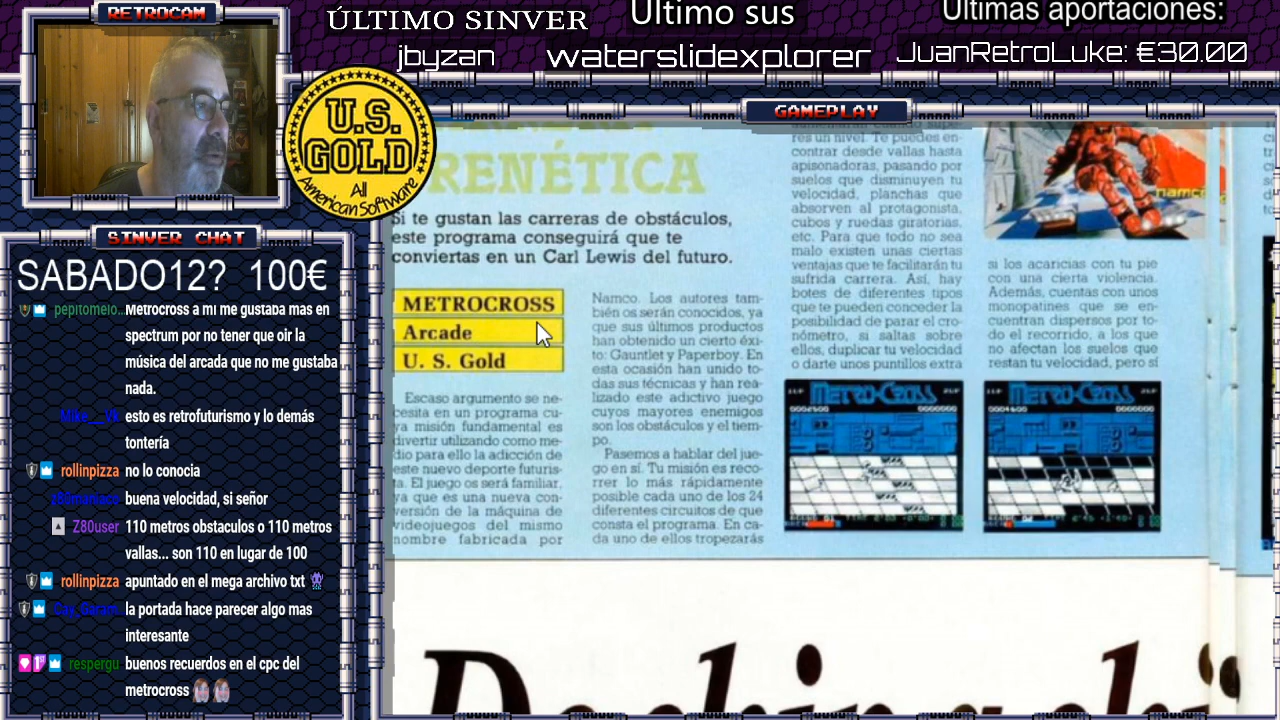 RETROCAM
ÚLTIMO SINVER
jbyzan
Último sus
waterslidexplorer
Últimas aportaciones:
JuanRetroLuke: €30.00
U.S.
GOLD
All
American Software
GAMEPLAY
SINVER CHAT
SABADO12? 100€
pepitomelo... Metrocross a mi me gustaba mas en
spectrum por no tener que oir la
música del arcada que no me gustaba
nada.
Mike___Vk esto es retrofuturismo y lo demás
tontería
rollinpizza no lo conocia
z80maniaco buena velocidad, si señor
Z80user 110 metros obstaculos o 110 metros
vallas... son 110 en lugar de 100
rollinpizza apuntado en el mega archivo txt
Cay_Garam la portada hace parecer algo mas
interesante
respergu buenos recuerdos en el cpc del
metrocross
RENÉTICA
Si te gustan las carreras de obstáculos,
este programa conseguirá que te
conviertas en un Carl Lewis del futuro.
METROCROSS
Arcade
U. S. Gold
Escaso argumento se ne-
cesita en un programa cu-
ya misión fundamental es
divertir utilizando como me-
dio para ello la adicción de
este nuevo deporte futuris-
ta. El juego os será familiar,
ya que es una nueva con-
versión de la máquina de
videojuegos del mismo
nombre fabricada por
Namco. Los autores tam-
bién os serán conocidos, ya
que sus últimos productos
han obtenido un cierto éxi-
to: Gauntlet y Paperboy. En
esta ocasión han unido to-
das sus técnicas y han rea-
lizado este adictivo juego
cuyos mayores enemigos
son los obstáculos y el tiem-
po.
Pasemos a hablar del jue-
go en sí. Tu misión es reco-
rrer lo más rápidamente
posible cada uno de los 24
diferentes circuitos de que
consta el programa. En ca-
da uno de ellos tropezarás
res un nivel. Te puedes en-
contrar desde vallas hasta
apisonadoras, pasando por
suelos que disminuyen tu
velocidad, planchas que
absorven al protagonista,
cubos y ruedas giratorias,
etc. Para que todo no sea
malo existen unas ciertas
ventajas que te facilitarán tu
sufrida carrera. Así, hay
botes de diferentes tipos
que te pueden conceder la
posibilidad de parar el cro-
nómetro, si saltas sobre
ellos, duplicar tu velocidad
o darte unos puntillos extra
namco
si los acaricias con tu pie
con una cierta violencia.
Además, cuentas con unos
monopatines que se en-
cuentran dispersos por to-
do el recorrido, a los que
no afectan los suelos que
restan tu velocidad, pero sí
METRO-CROSS
METRO-CROSS